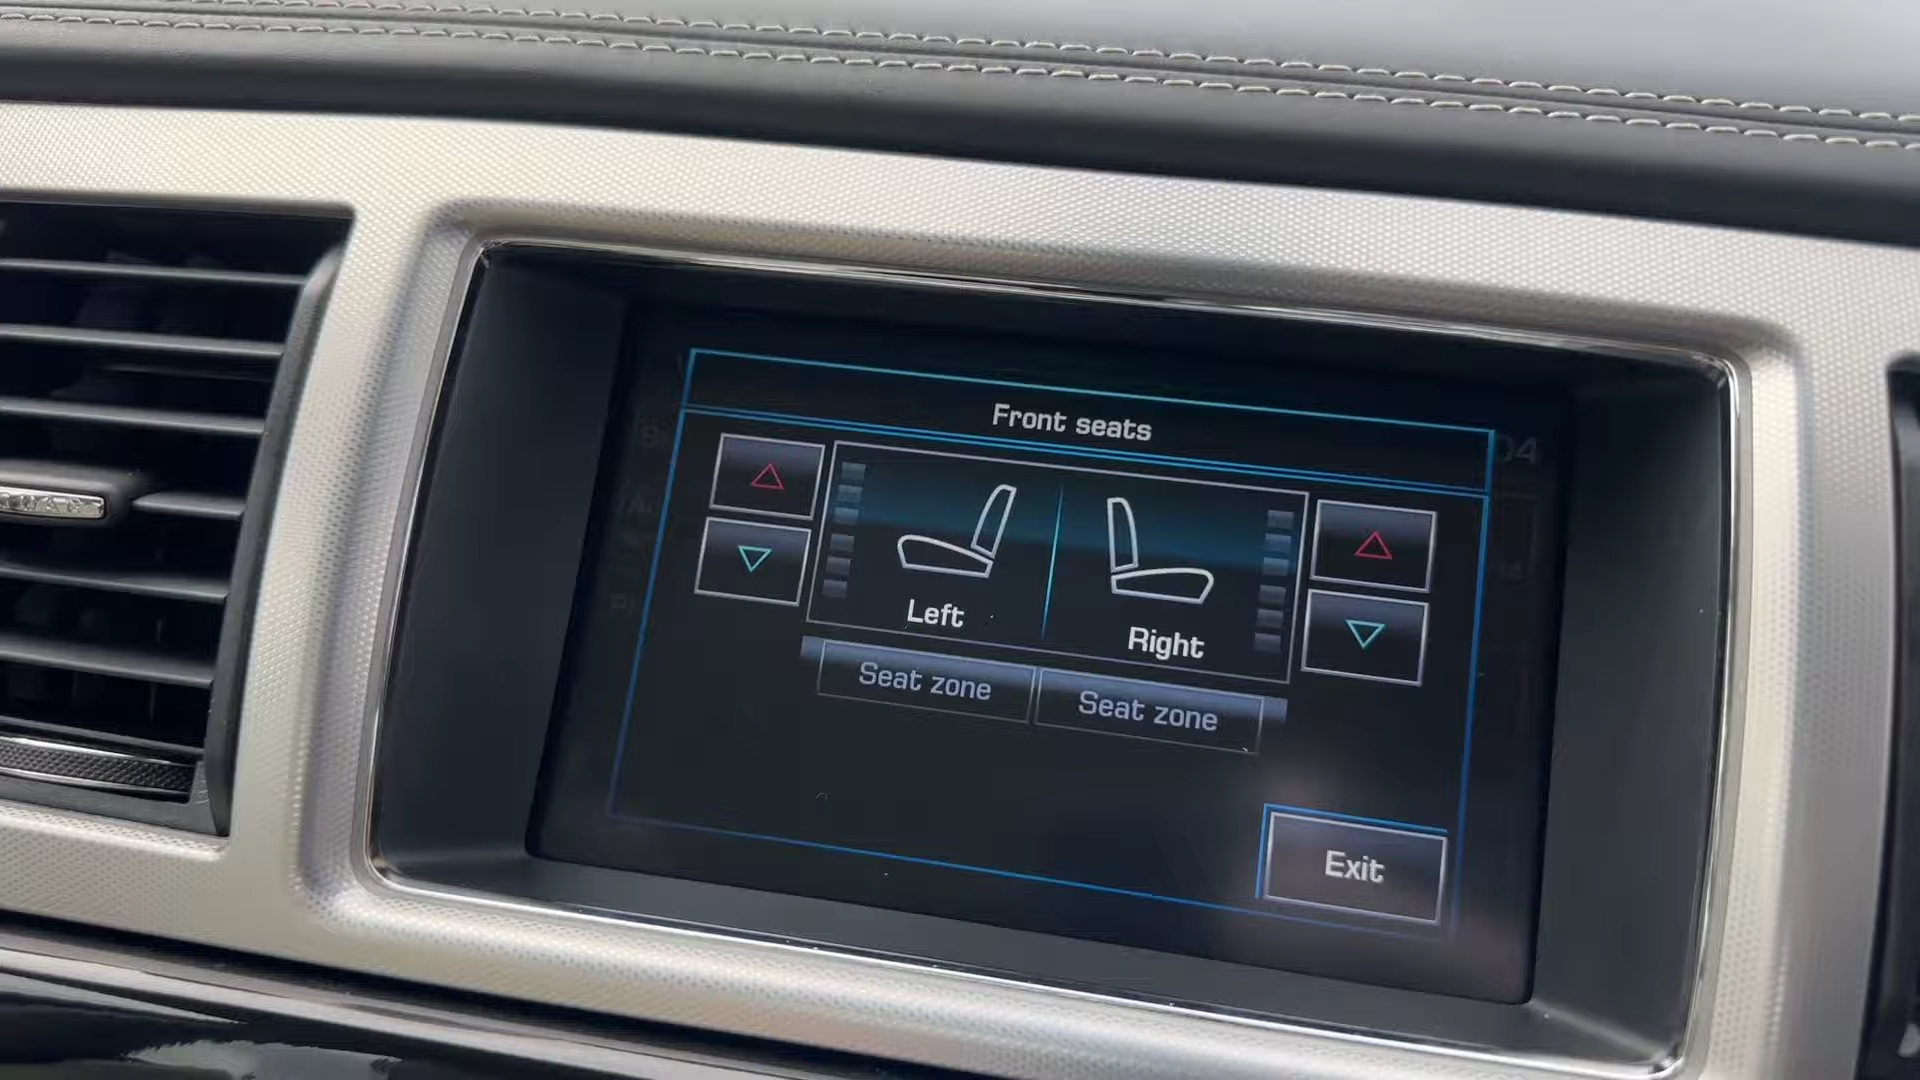 Front seats
Left
Right
Seat zone
Seat zone
Exit